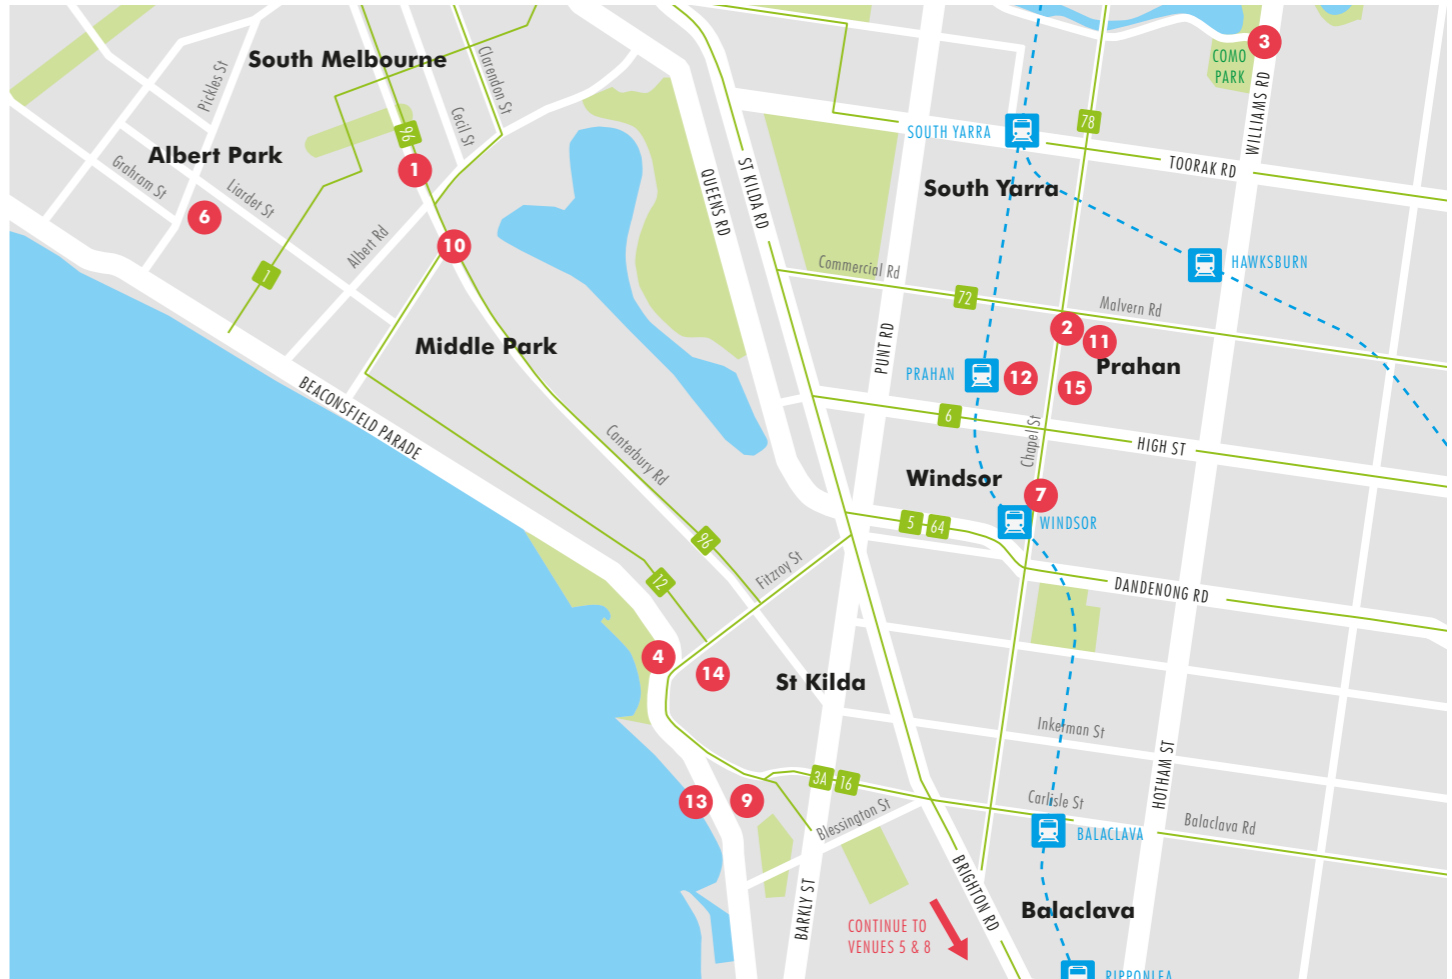 South Melbourne
Clarendon St
Pickles St
Cecil St
96
Albert Park
1
Grahram St
Liardet St
6
Albert Rd
10
1
Middle Park
BEACONSFIELD PARADE
Canterbury Rd
96
12
Fitzroy St
4
14
St Kilda
QUEENS RD
ST KILDA RD
3
COMO
PARK
WILLIAMS RD
78
SOUTH YARRA
TOORAK RD
South Yarra
HAWKSBURN
Commercial Rd
72
Malvern Rd
PUNT RD
2
11
Prahan
PRAHAN
12
15
6
Chapel St
HIGH ST
Windsor
7
5
64
WINDSOR
DANDENONG RD
Inkerman St
HOTHAM ST
13
9
3A
16
Blessington St
Carlisle St
Balaclava Rd
BALACLAVA
BARKLY ST
BRIGHTON RD
Balaclava
CONTINUE TO
VENUES 5 & 8
RIPPONLEA